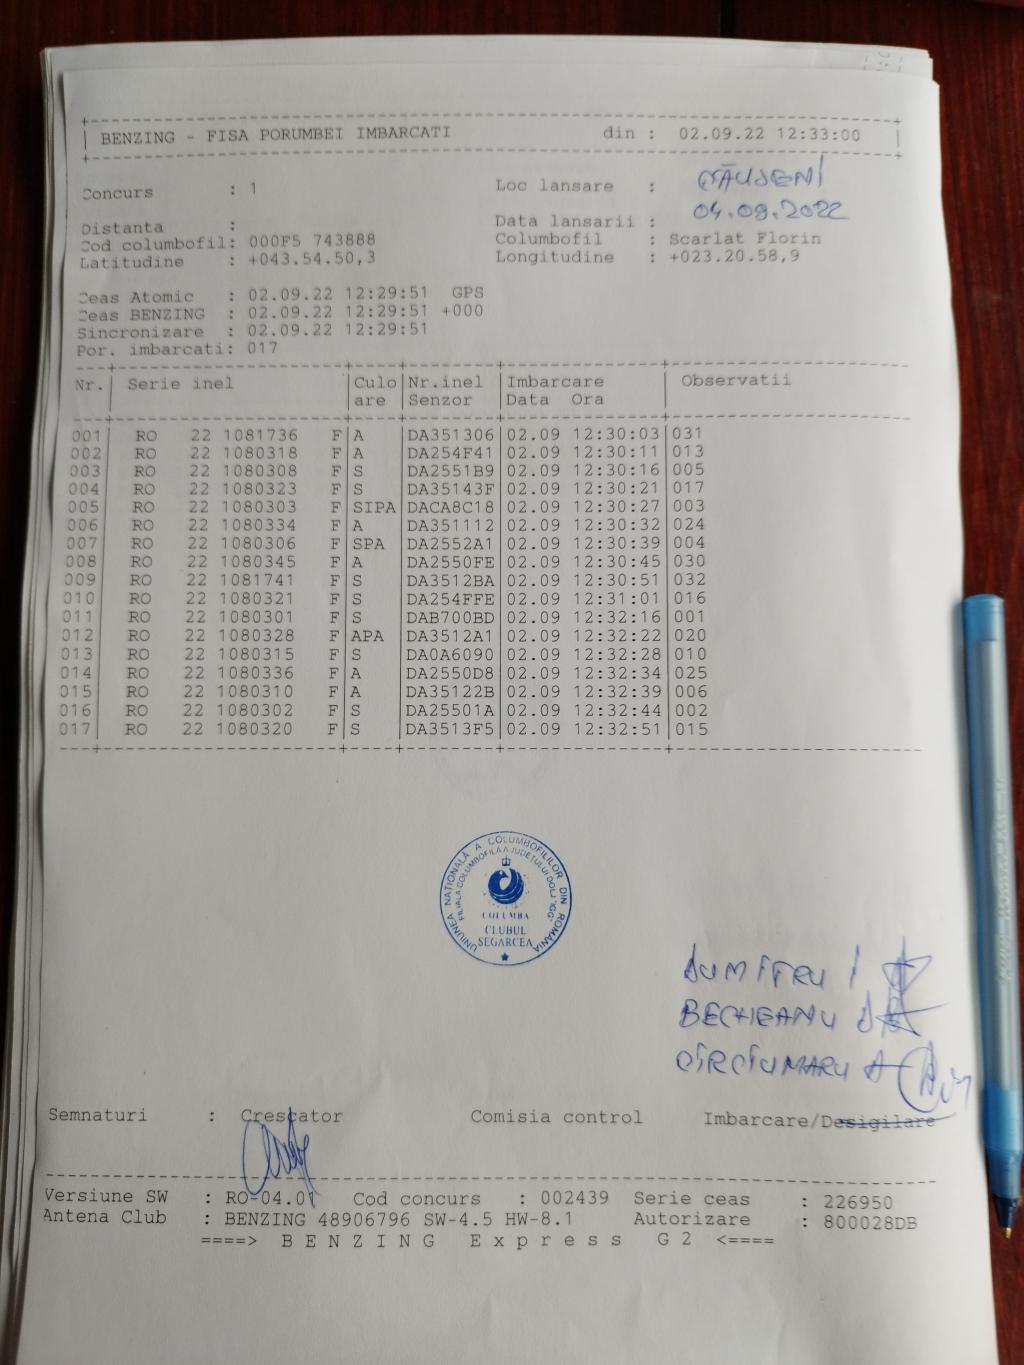 BENZING - FISA PORUMBEI IMBARCATI din : 02.09.22 12:33:00
Concurs : 1 Loc lansare :
04.09.2022
Distanta : Data lansarii :
Cod columbofil: 000F5 743888 Columbofil : Scarlat Florin
Latitudine : +043.54.50,3 Longitudine : +023.20.58,9
Ceas Atomic : 02.09.22 12:29:51 GPS
Ceas BENZING : 02.09.22 12:29:51 +000
Sincronizare : 02.09.22 12:29:51
Por. imbarcati: 017
Nr. Serie inel Culo Nr.inel Imbarcare Observatii
are Senzor Data Ora
001 RO 22 1081736 F A DA351306 02.09 12:30:03 031
002 RO 22 1080318 F A DA254F41 02.09 12:30:11 013
003 RO 22 1080308 F S DA2551B9 02.09 12:30:16 005
004 RO 22 1080323 F S DA35143F 02.09 12:30:21 017
005 RO 22 1080303 F SIPA DACA8C18 02.09 12:30:27 003
006 RO 22 1080334 F A DA351112 02.09 12:30:32 024
007 RO 22 1080306 F SPA DA2552A1 02.09 12:30:39 004
008 RO 22 1080345 F A DA2550FE 02.09 12:30:45 030
009 RO 22 1081741 F S DA3512BA 02.09 12:30:51 032
010 RO 22 1080321 F S DA254FFE 02.09 12:31:01 016
011 RO 22 1080301 F S DAB700BD 02.09 12:32:16 001
012 RO 22 1080328 F APA DA3512A1 02.09 12:32:22 020
013 RO 22 1080315 F S DA0A6090 02.09 12:32:28 010
014 RO 22 1080336 F A DA2550D8 02.09 12:32:34 025
015 RO 22 1080310 F A DA35122B 02.09 12:32:39 006
016 RO 22 1080302 F S DA25501A 02.09 12:32:44 002
017 RO 22 1080320 F S DA3513F5 02.09 12:32:51 015
UNIUNEA NATIONALĂ A COLUMBOFILILOR DIN ROMÂNIA
FILIALA COLUMBOFILĂ A JUDEŢULUI DOLJ
COLUMBA
CLUBUL
SEGARCEA
DUMITRU I
BECHEANU
CÎRCIUMARU A
Semnaturi : Crescator Comisia control Imbarcare/Desigilare
Versiune SW : RO-04.01 Cod concurs : 002439 Serie ceas : 226950
Antena Club : BENZING 48906796 SW-4.5 HW-8.1 Autorizare : 800028DB
====> B E N Z I N G E x p r e s s G 2 <====